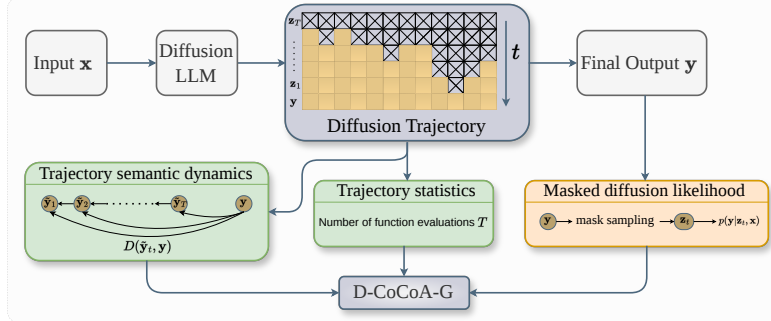 Input x
Diffusion
LLM
z_T
z_1
y
t
Diffusion Trajectory
Final Output y
Trajectory semantic dynamics
ỹ_1 ỹ_2 ỹ_T y
D(ỹ_t, y)
Trajectory statistics
Number of function evaluations T
Masked diffusion likelihood
y mask sampling z_t p(y|z_t, x)
D-CoCoA-G